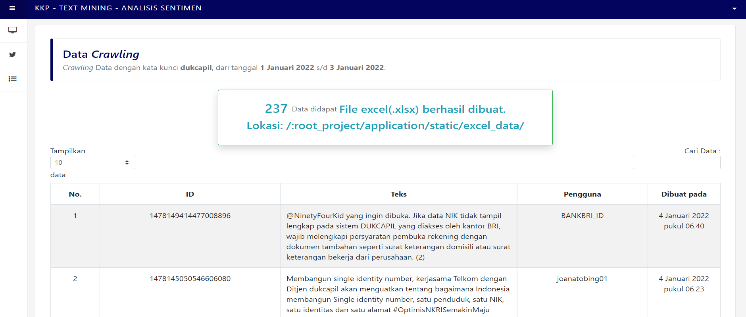 KKP - TEXT MINING - ANALISIS SENTIMEN
Data Crawling
Crawling Data dengan kata kunci dukcapil, dari tanggal 1 Januari 2022 s/d 3 Januari 2022.
237 Data didapat File excel(.xlsx) berhasil dibuat.
Lokasi: /:root_project/application/static/excel_data/
Tampilkan
Cari Data :
10
data
No. ID Teks Pengguna Dibuat pada
1 1478149414477008896 @NinetyFourKid yang ingin dibuka. Jika data NIK tidak tampil BANKBRI_ID 4 Januari 2022
lengkap pada sistem DUKCAPIL yang diakses oleh kantor BRI, pukul 06:40
wajib melengkapi persyaratan pembuka rekening dengan
dokumen tambahan seperti surat keterangan domisili atau surat
keterangan bekerja dari perusahaan. (2)
2 1478145050546606080 Membangun single identity number, kerjasama Telkom dengan joanatobing01 4 Januari 2022
Ditjen dukcapil akan menguatkan tentang bagaimana Indonesia pukul 06:23
membangun Single identity number, satu penduduk, satu NIK,
satu identitas dan satu alamat #OptimisNKRISemakinMaju